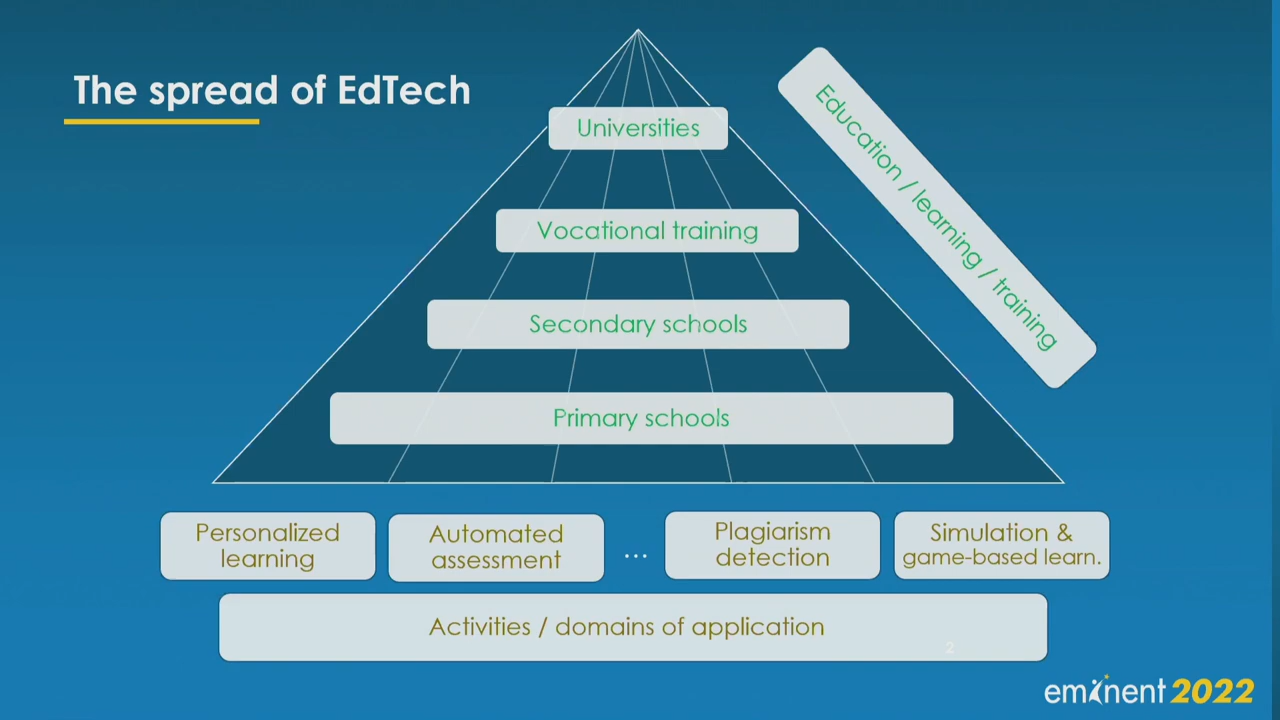 The spread of EdTech
Universities
Education / learning / training
Vocational training
Secondary schools
Primary schools
Personalized
learning
Automated
assessment
...
Plagiarism
detection
Simulation &
game-based learn.
Activities / domains of application
2
eminent 2022